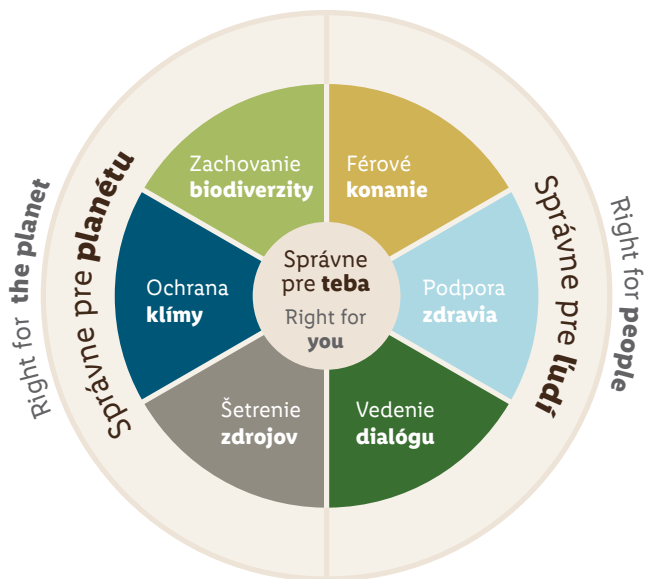 Right for the planet
Správne pre planétu
Zachovanie
biodiverzity
Férové
konanie
Ochrana
klímy
Správne
pre teba
Right for
you
Podpora
zdravia
Šetrenie
zdrojov
Vedenie
dialógu
Správne pre ľudí
Right for people